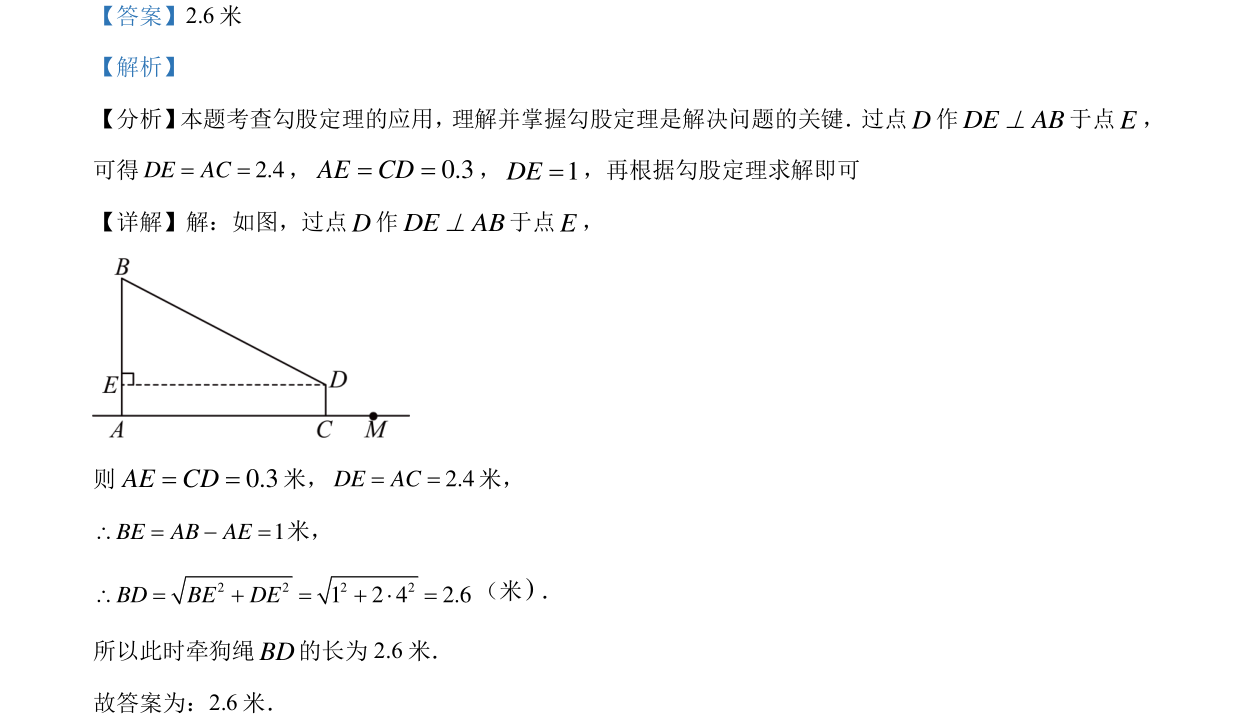 【答案】2.6 米
【解析】
【分析】本题考查勾股定理的应用，理解并掌握勾股定理是解决问题的关键．过点 D 作 DE ⊥ AB 于点 E，
可得 DE = AC = 2.4， AE = CD = 0.3， DE = 1，再根据勾股定理求解即可
【详解】解：如图，过点 D 作 DE ⊥ AB 于点 E，
B
E
D
A
C
M
则 AE = CD = 0.3 米， DE = AC = 2.4 米，
∴BE = AB − AE = 1米，
∴BD = √(BE² + DE²) = √(1² + 2·4²) = 2.6（米）．
所以此时牵狗绳 BD 的长为 2.6 米．
故答案为：2.6 米．